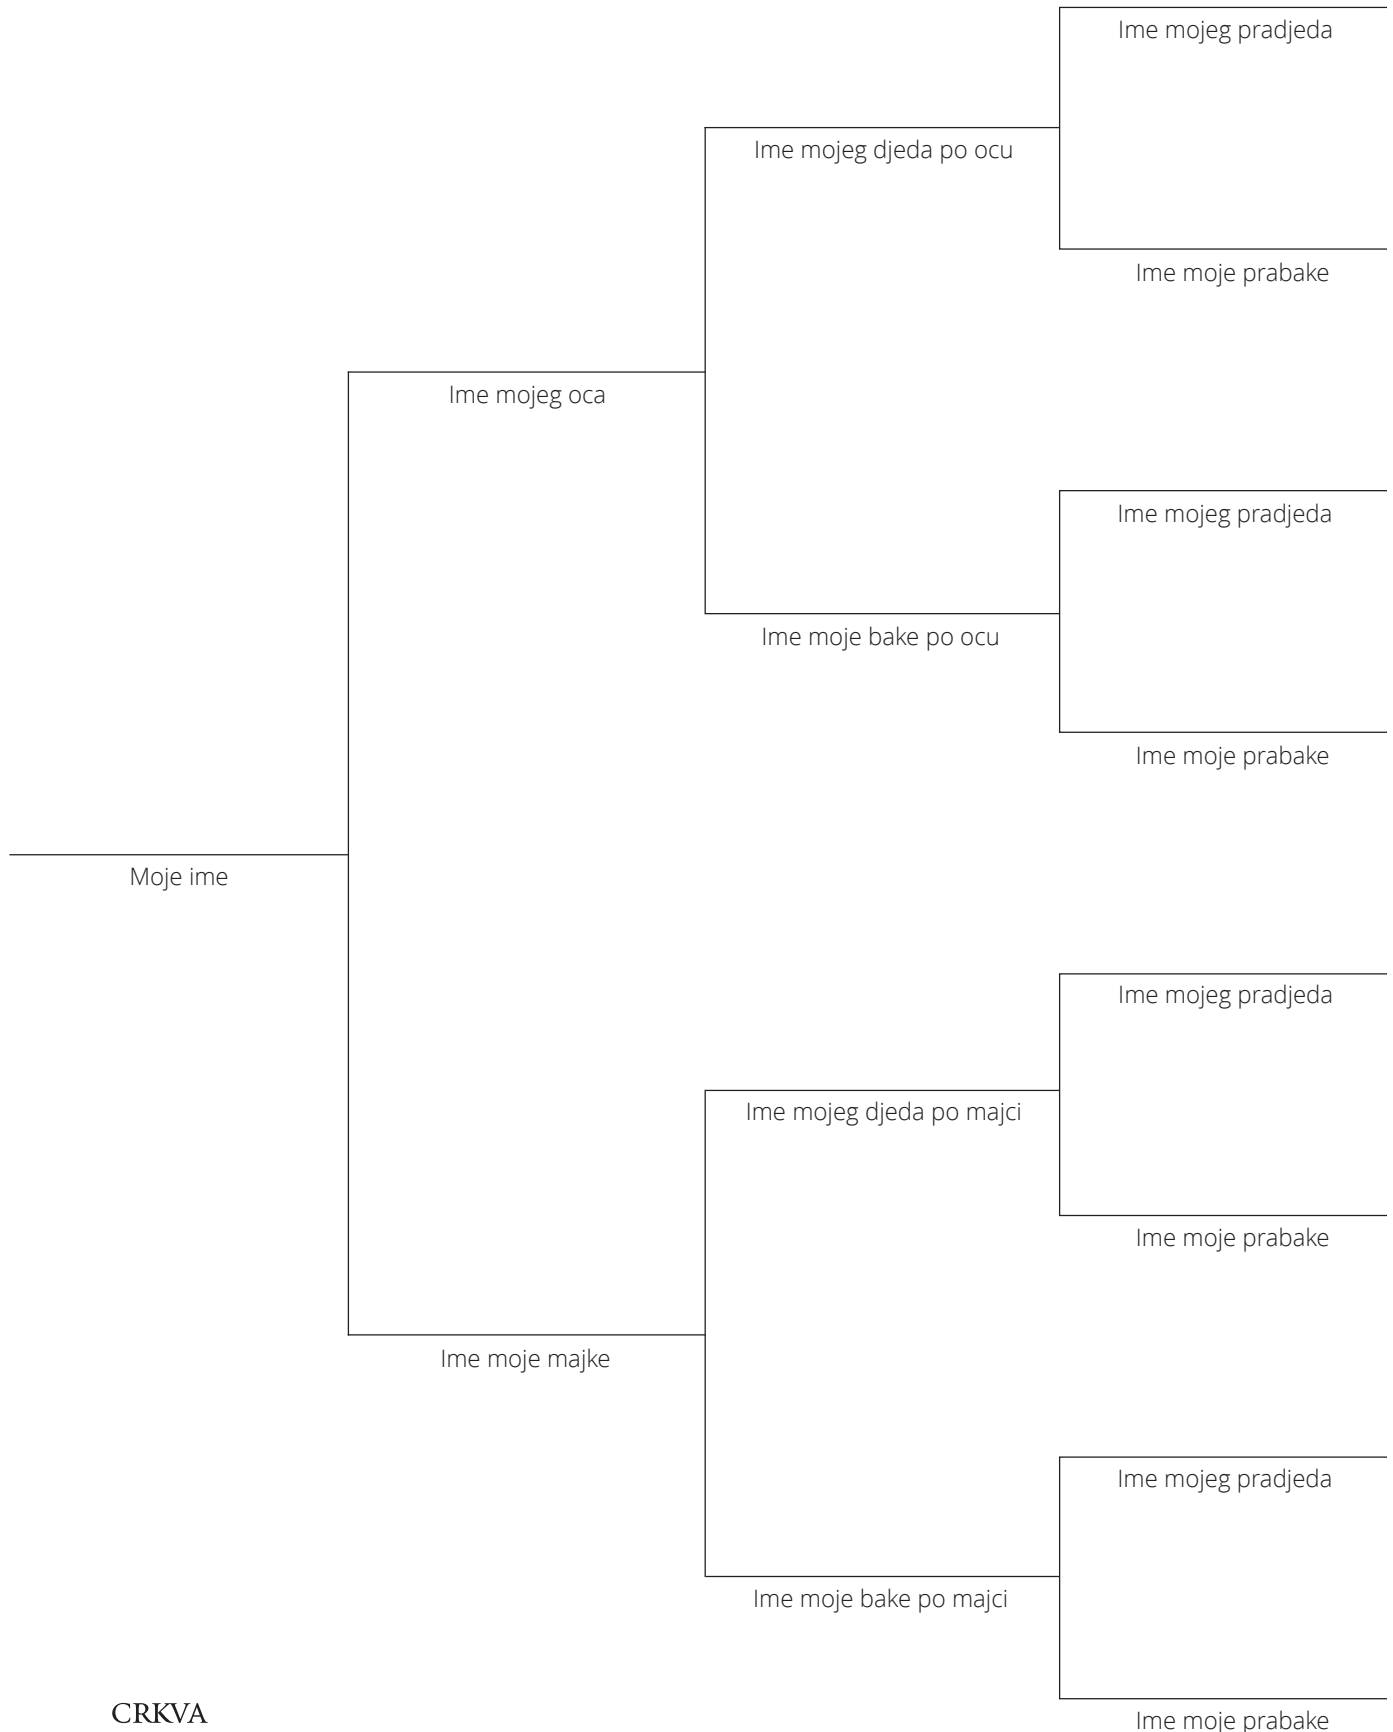 Ime mojeg pradjeda
Ime mojeg djeda po ocu
Ime moje prabake
Ime mojeg oca
Ime mojeg pradjeda
Ime moje bake po ocu
Ime moje prabake
Moje ime
Ime mojeg pradjeda
Ime mojeg djeda po majci
Ime moje prabake
Ime moje majke
Ime mojeg pradjeda
Ime moje bake po majci
CRKVA
Ime moje prabake